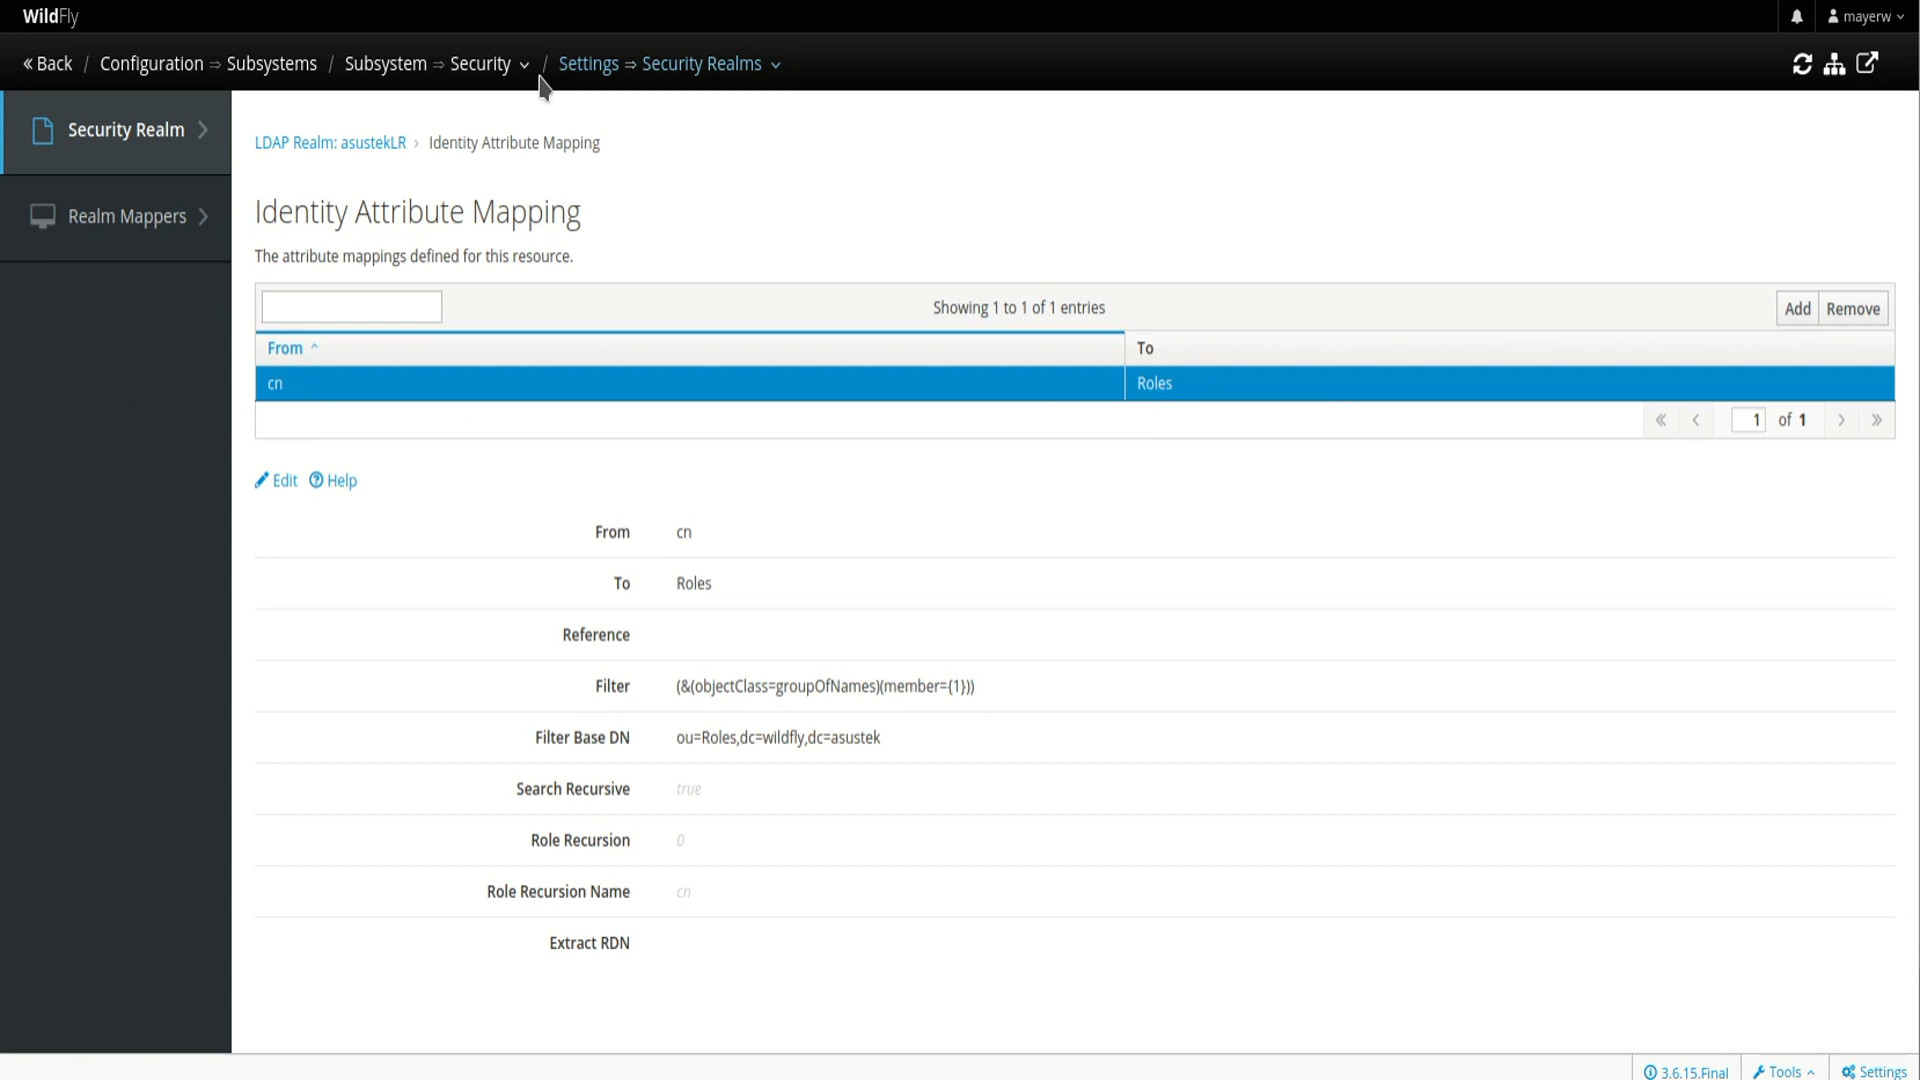 WildFly
mayerw
« Back / Configuration ⇒ Subsystems / Subsystem ⇒ Security / Settings ⇒ Security Realms
Security Realm
Realm Mappers
LDAP Realm: asustekLR › Identity Attribute Mapping
Identity Attribute Mapping
The attribute mappings defined for this resource.
Showing 1 to 1 of 1 entries
Add Remove
From To
cn Roles
« ‹ 1 of 1 › »
Edit Help
From cn
To Roles
Reference
Filter (&(objectClass=groupOfNames)(member={1}))
Filter Base DN ou=Roles,dc=wildfly,dc=asustek
Search Recursive true
Role Recursion 0
Role Recursion Name cn
Extract RDN
3.6.15.Final Tools Settings